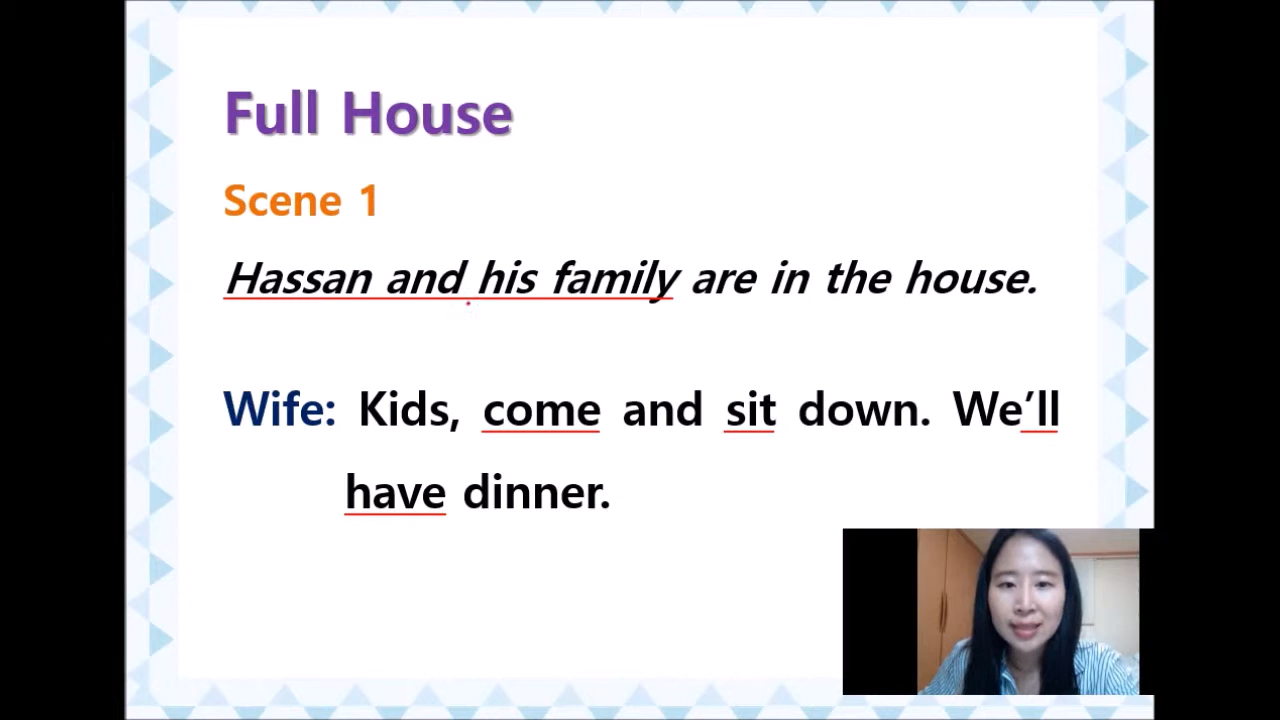 Full House
Scene 1
Hassan and his family are in the house.
Wife: Kids, come and sit down. We’ll
have dinner.